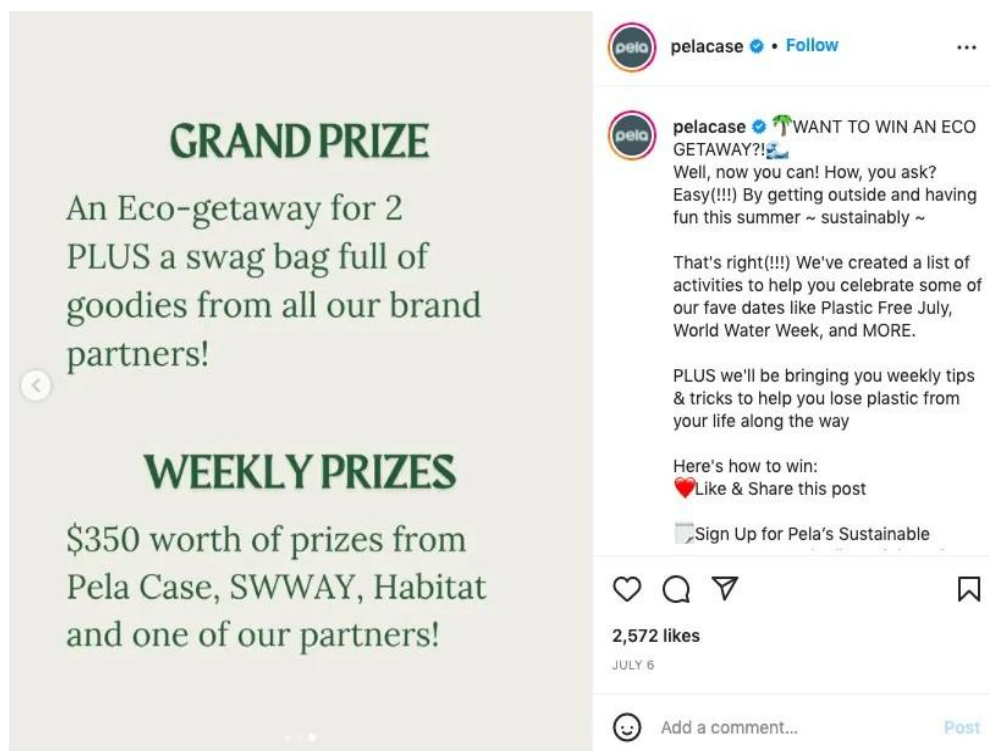 GRAND PRIZE
An Eco-getaway for 2
PLUS a swag bag full of
goodies from all our brand
partners!
WEEKLY PRIZES
$350 worth of prizes from
Pela Case, SWWAY, Habitat
and one of our partners!
pela
pelacase • Follow
pela
pelacase 🌴WANT TO WIN AN ECO
GETAWAY?!🌊
Well, now you can! How, you ask?
Easy(!!!) By getting outside and having
fun this summer ~ sustainably ~
That's right(!!!) We've created a list of
activities to help you celebrate some of
our fave dates like Plastic Free July,
World Water Week, and MORE.
PLUS we'll be bringing you weekly tips
& tricks to help you lose plastic from
your life along the way
Here's how to win:
❤️Like & Share this post
🗒️Sign Up for Pela's Sustainable
2,572 likes
JULY 6
Add a comment...
Post